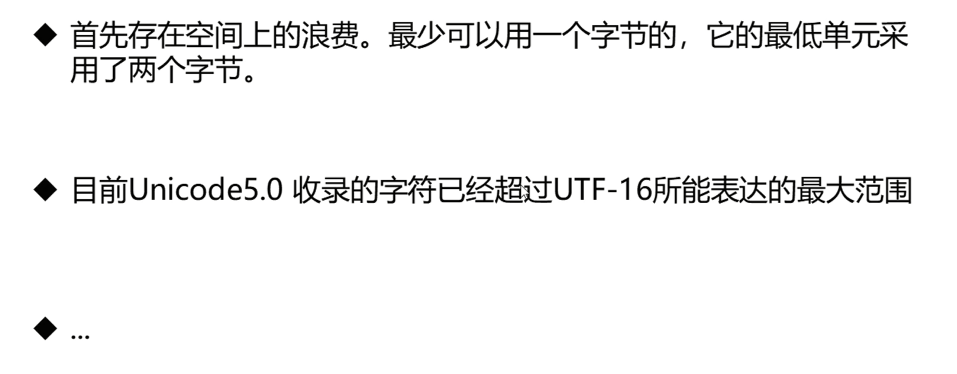 ◆ 首先存在空间上的浪费。最少可以用一个字节的，它的最低单元采
用了两个字节。
◆ 目前Unicode5.0 收录的字符已经超过UTF-16所能表达的最大范围
◆ ...